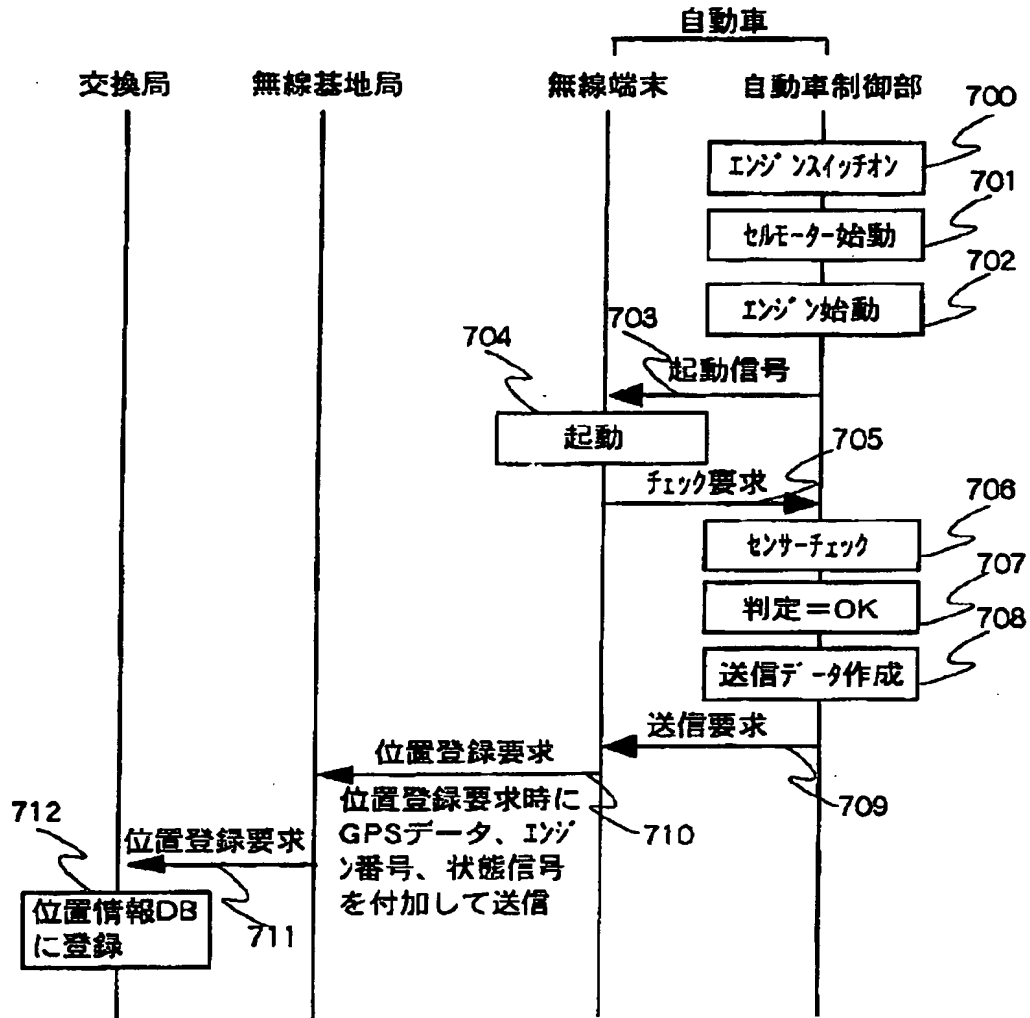 自動車
交換局
無線基地局
無線端末
自動車制御部
700
エンジンスイッチオン
701
セルモーター始動
702
エンジン始動
703
起動信号
704
起動
705
チェック要求
706
センサーチェック
707
判定=OK
708
送信データ作成
送信要求
709
位置登録要求
710
位置登録要求時に
GPSデータ、エンジ
ン番号、状態信号
を付加して送信
位置登録要求
711
712
位置情報DB
に登録